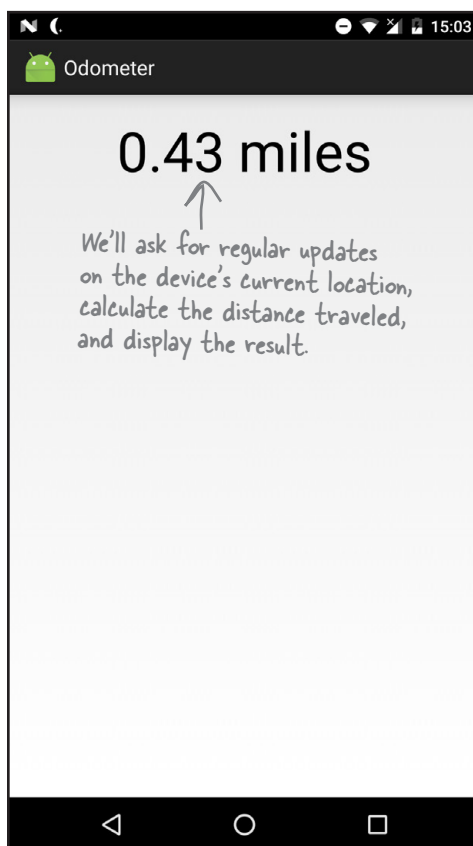 15:03
Odometer
0.43 miles
We'll ask for regular updates
on the device's current location,
calculate the distance traveled,
and display the result.